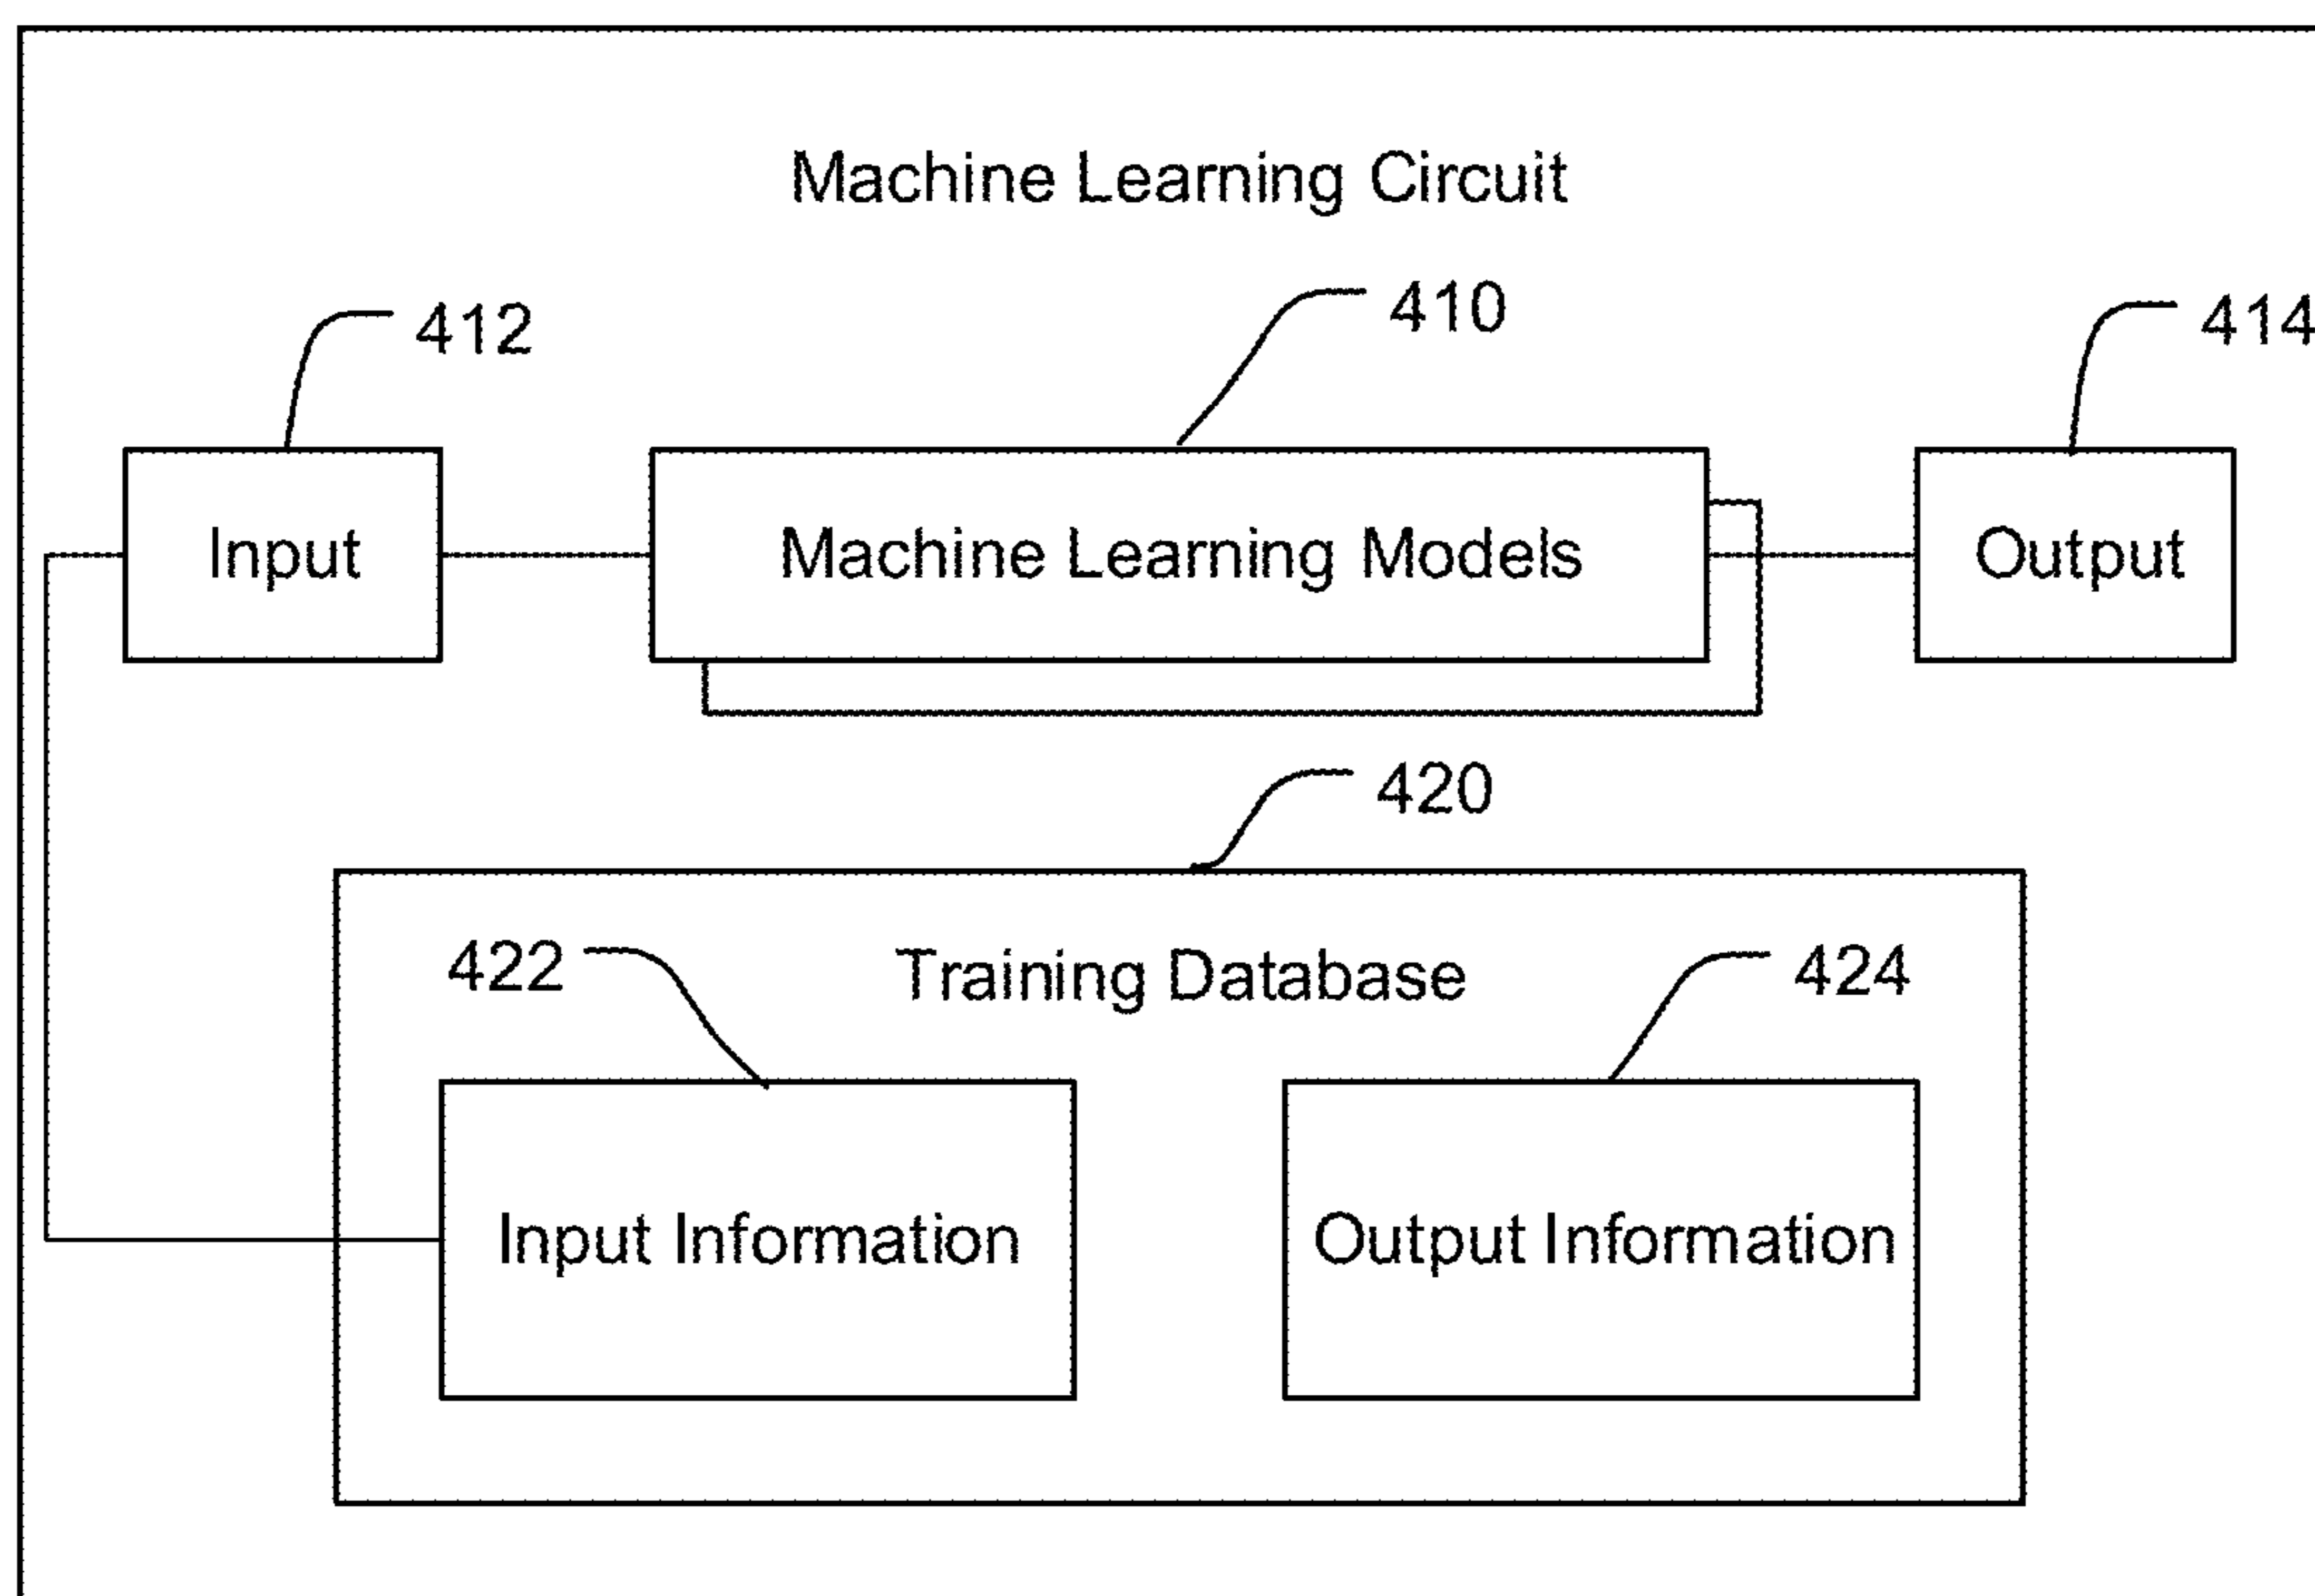 Machine Learning Circuit
412
410
414
Input
Machine Learning Models
Output
420
422
Training Database
424
Input Information
Output Information